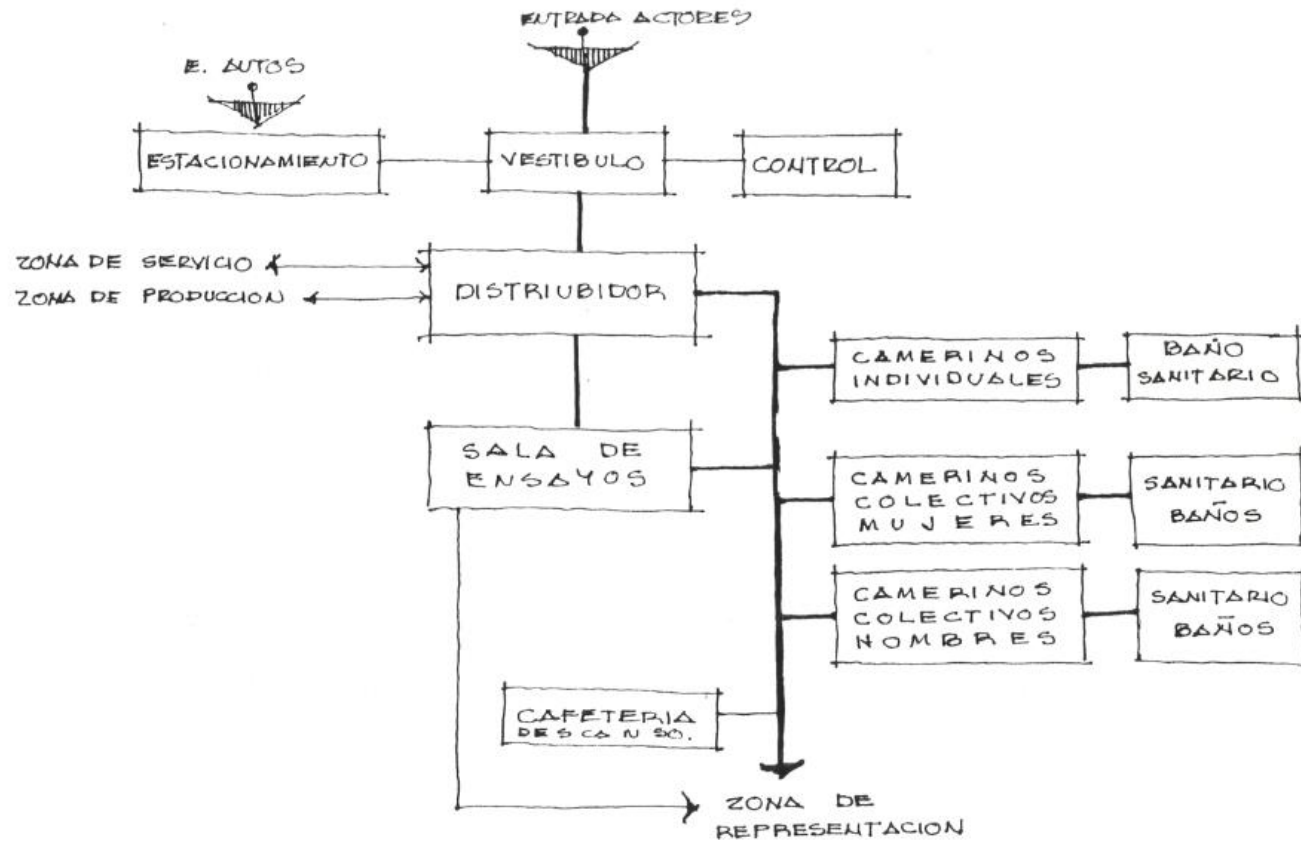 ENTRADA ACTORES
E. AUTOS
ESTACIONAMIENTO
VESTIBULO
CONTROL
ZONA DE SERVICIO
ZONA DE PRODUCCION
DISTRIUBIDOR
CAMERINOS
INDIVIDUALES
BAÑO
SANITARIO
SALA DE
ENSAYOS
CAMERINOS
COLECTIVOS
MUJERES
SANITARIO
BAÑOS
CAMERINOS
COLECTIVOS
HOMBRES
SANITARIO
BAÑOS
CAFETERIA
DESCANSO.
ZONA DE
REPRESENTACION